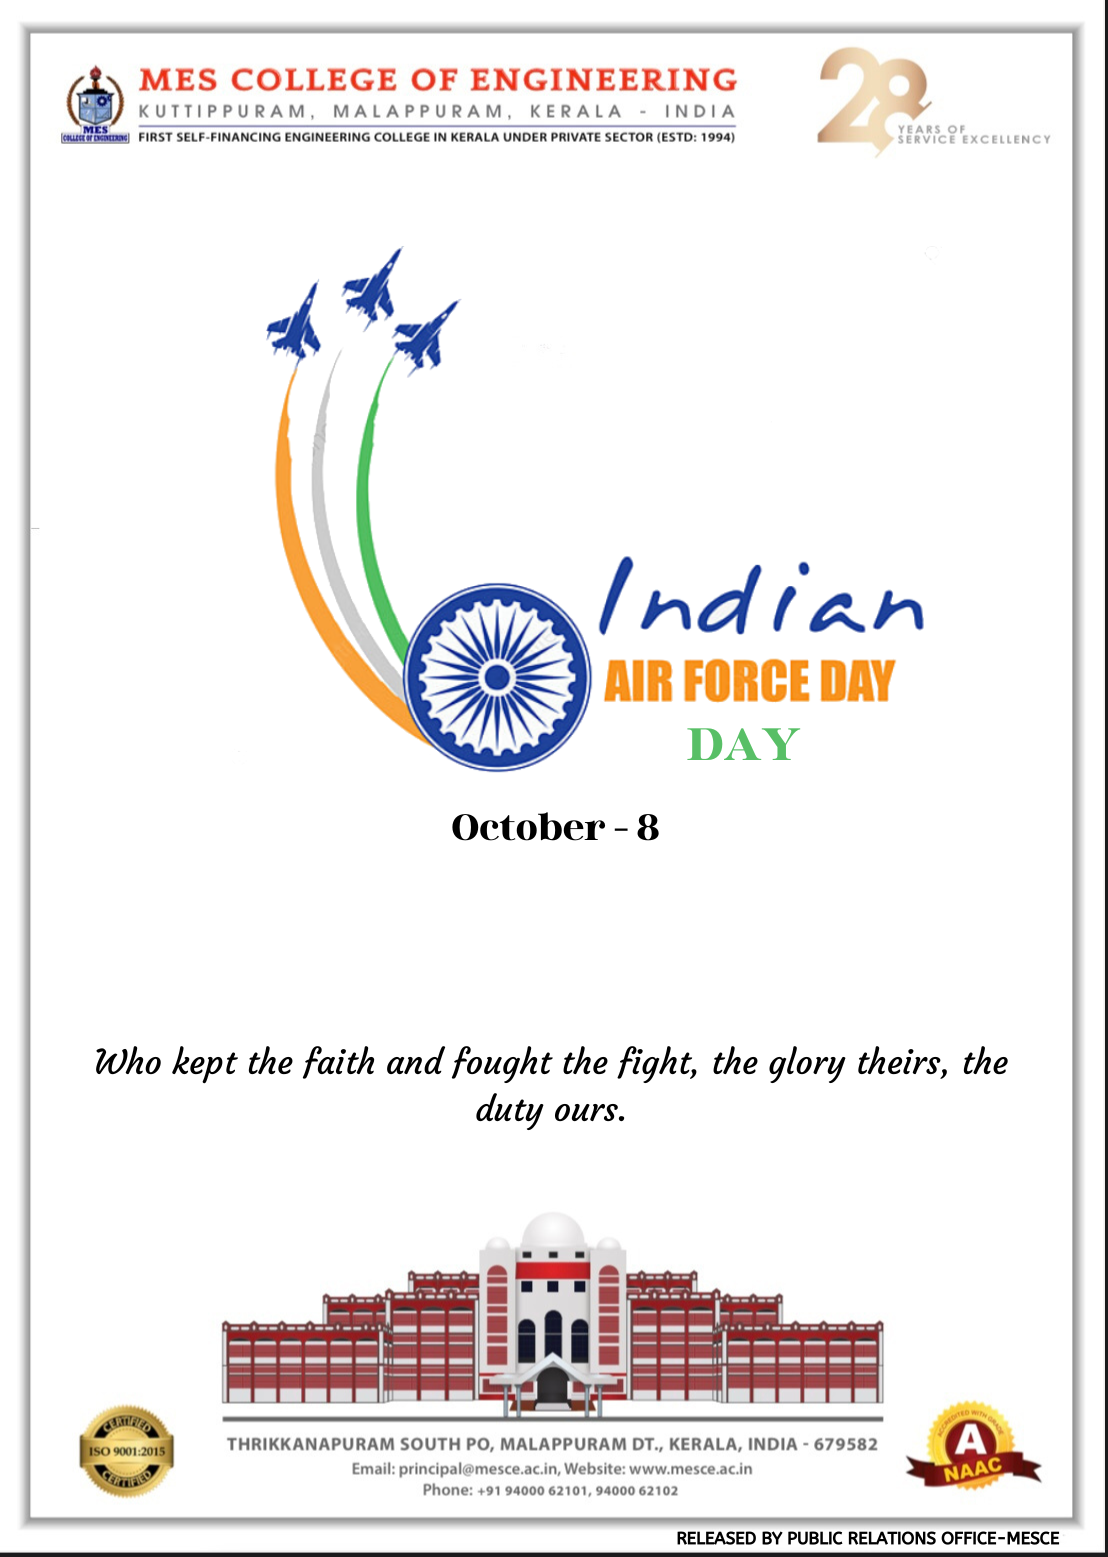 MES COLLEGE OF ENGINEERING
KUTTIPPURAM, MALAPPURAM, KERALA - INDIA
FIRST SELF-FINANCING ENGINEERING COLLEGE IN KERALA UNDER PRIVATE SECTOR (ESTD: 1994)
MES
COLLEGE OF ENGINEERING
28
YEARS OF
SERVICE EXCELLENCY
Indian
AIR FORCE DAY
DAY
October - 8
Who kept the faith and fought the fight, the glory theirs, the
duty ours.
CERTIFIED
ISO 9001:2015
CERTIFIED
THRIKKANAPURAM SOUTH PO, MALAPPURAM DT., KERALA, INDIA - 679582
Email: principal@mesce.ac.in, Website: www.mesce.ac.in
Phone: +91 94000 62101, 94000 62102
ACCREDITED WITH GRADE
A
NAAC
RELEASED BY PUBLIC RELATIONS OFFICE-MESCE